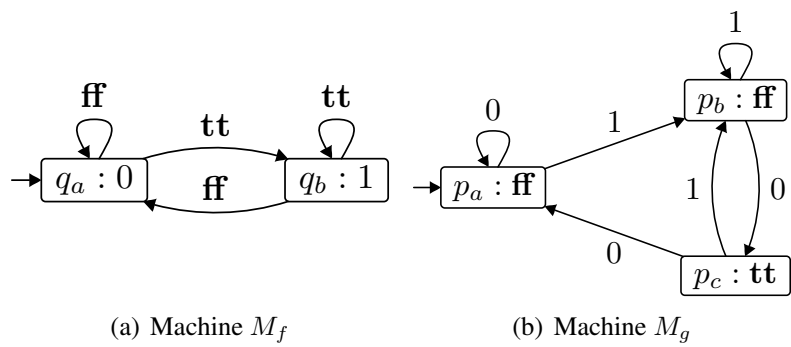 ff
tt
tt
ff
q_a : 0
q_b : 1
(a) Machine M_f
1
p_b : ff
0
1
p_a : ff
1
0
0
p_c : tt
(b) Machine M_g